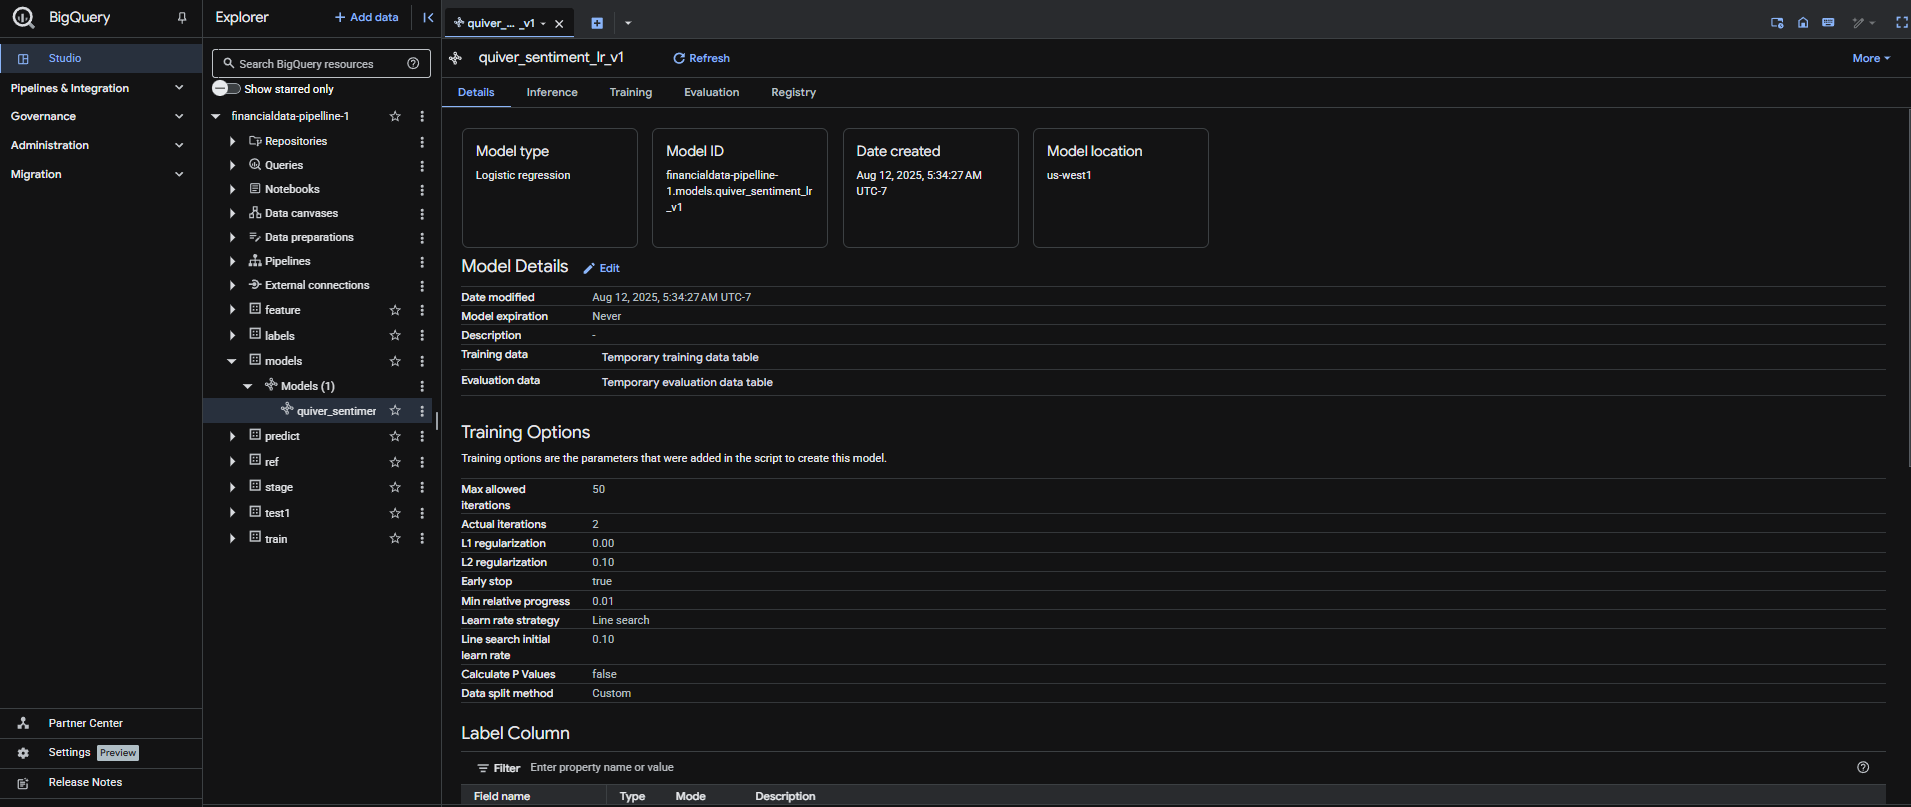 BigQuery
Studio
Pipelines & Integration
Governance
Administration
Migration
Partner Center
Settings Preview
Release Notes
Explorer
+ Add data
Search BigQuery resources
Show starred only
financialdata-pipelline-1
Repositories
Queries
Notebooks
Data canvases
Data preparations
Pipelines
External connections
feature
labels
models
Models (1)
quiver_sentimer
predict
ref
stage
test1
train
quiver_... _v1
quiver_sentiment_lr_v1
Refresh
More
Details Inference Training Evaluation Registry
Model type
Logistic regression
Model ID
financialdata-pipelline-
1.models.quiver_sentiment_lr
_v1
Date created
Aug 12, 2025, 5:34:27 AM
UTC-7
Model location
us-west1
Model Details Edit
Date modified Aug 12, 2025, 5:34:27 AM UTC-7
Model expiration Never
Description -
Training data Temporary training data table
Evaluation data Temporary evaluation data table
Training Options
Training options are the parameters that were added in the script to create this model.
Max allowed
iterations 50
Actual iterations 2
L1 regularization 0.00
L2 regularization 0.10
Early stop true
Min relative progress 0.01
Learn rate strategy Line search
Line search initial
learn rate 0.10
Calculate P Values false
Data split method Custom
Label Column
Filter Enter property name or value
Field name Type Mode Description